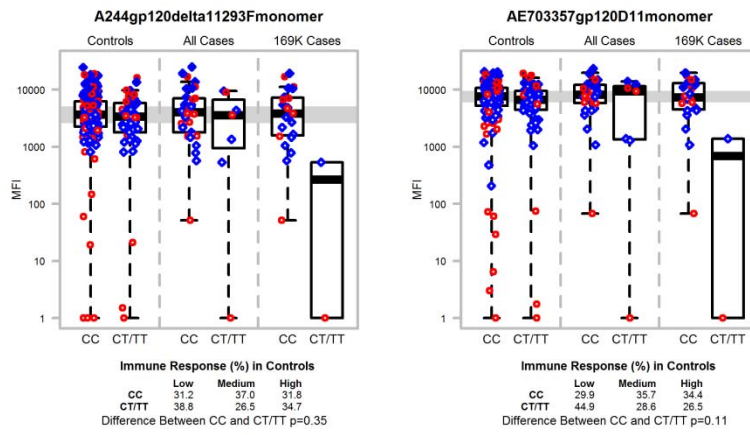 A244gp120delta11293Fmonomer
Controls All Cases 169K Cases
MFI
10000
1000
100
10
1
CC CT/TT CC CT/TT CC CT/TT
Immune Response (%) in Controls
Low Medium High
CC 31.2 37.0 31.8
CT/TT 38.8 26.5 34.7
Difference Between CC and CT/TT p=0.35
AE703357gp120D11monomer
Controls All Cases 169K Cases
MFI
10000
1000
100
10
1
CC CT/TT CC CT/TT CC CT/TT
Immune Response (%) in Controls
Low Medium High
CC 29.9 35.7 34.4
CT/TT 44.9 28.6 26.5
Difference Between CC and CT/TT p=0.11